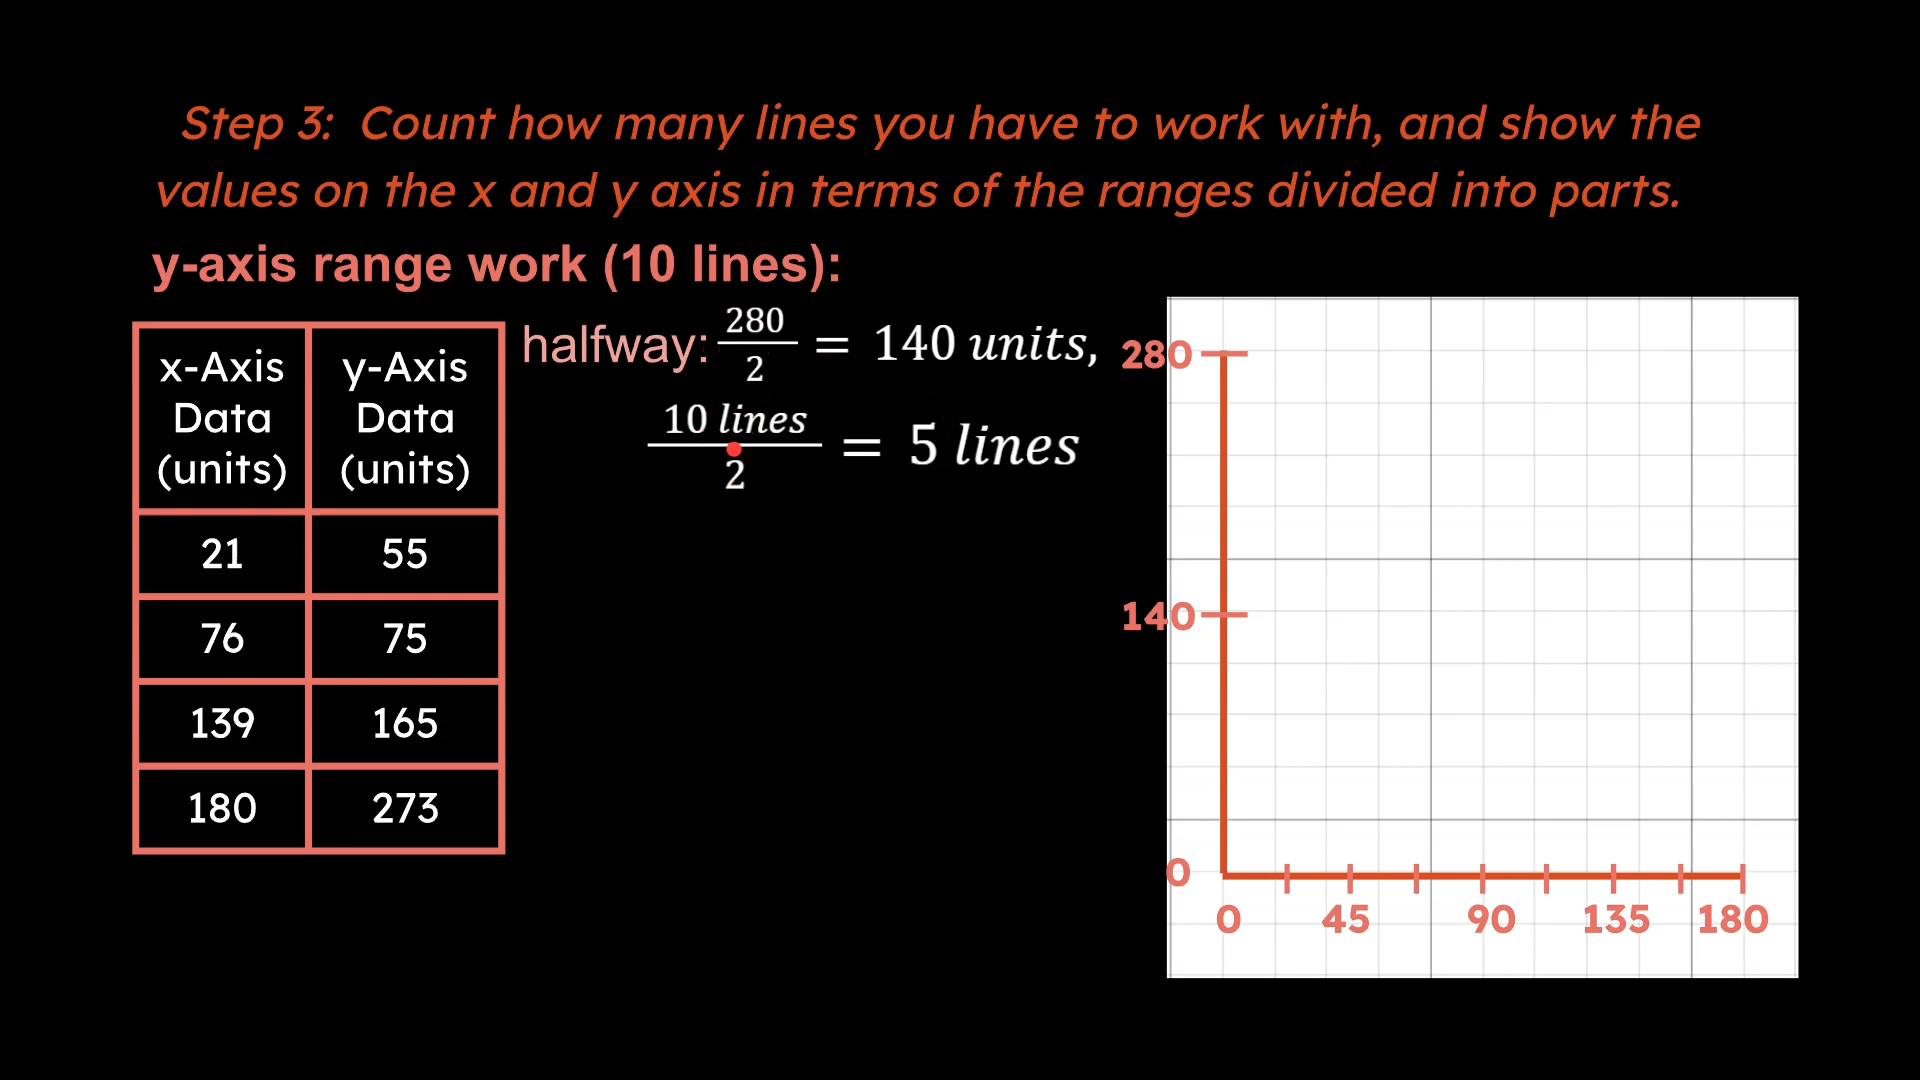 Step 3: Count how many lines you have to work with, and show the
values on the x and y axis in terms of the ranges divided into parts.
y-axis range work (10 lines):
x-Axis Data (units) y-Axis Data (units)
21 55
76 75
139 165
180 273
halfway: 280/2 = 140 units,
10 lines/2 = 5 lines
280
140
0
0 45 90 135 180